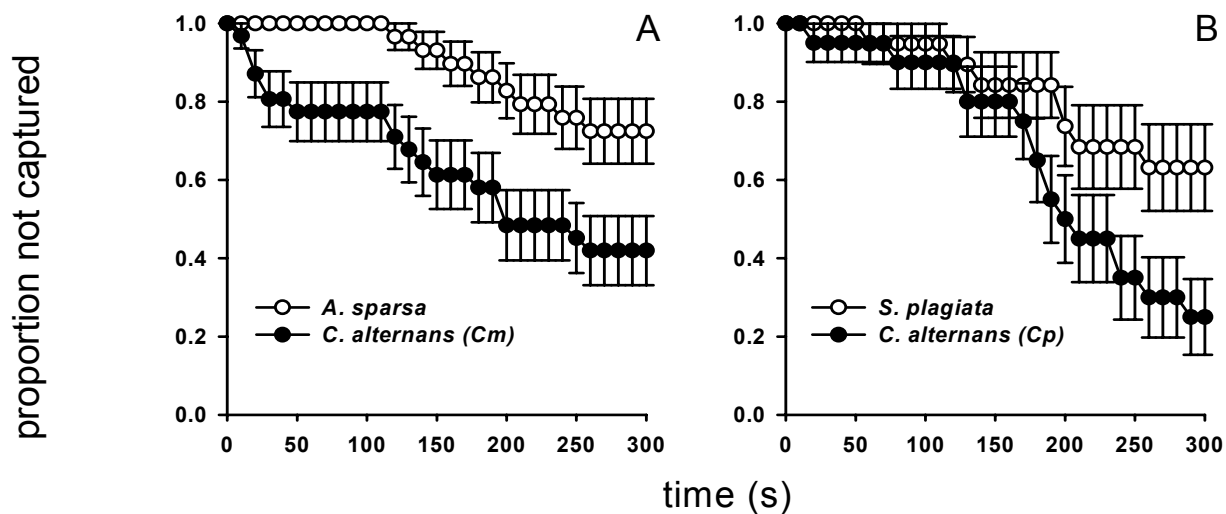 proportion not captured
1.0
0.8
0.6
0.4
0.2
0.0
A
A. sparsa
C. alternans (Cm)
0 50 100 150 200 250 300
1.0
0.8
0.6
0.4
0.2
0.0
B
S. plagiata
C. alternans (Cp)
0 50 100 150 200 250 300
time (s)